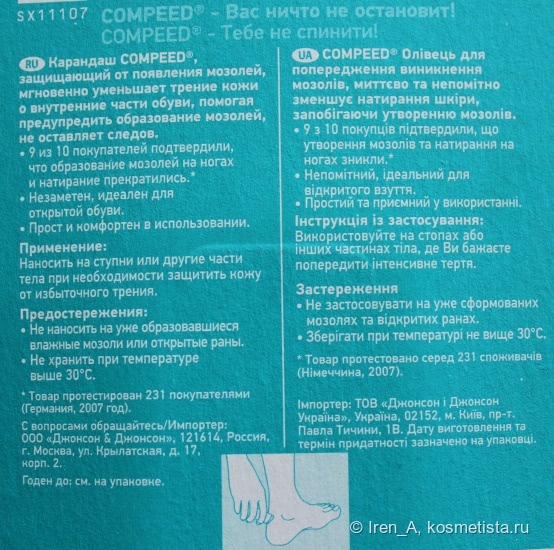 SX11107
COMPEED® - Вас ничто не остановит!
COMPEED® - Тебе не спинити!
RU Карандаш COMPEED®,
защищающий от появления мозолей,
мгновенно уменьшает трение кожи
о внутренние части обуви, помогая
предупредить образование мозолей,
не оставляет следов.
• 9 из 10 покупателей подтвердили,
что образование мозолей на ногах
и натирание прекратились.*
• Незаметен, идеален для
открытой обуви.
• Прост и комфортен в использовании.
Применение:
Наносить на ступни или другие части
тела при необходимости защитить кожу
от избыточного трения.
Предостережения:
• Не наносить на уже образовавшиеся
влажные мозоли или открытые раны.
• Не хранить при температуре
выше 30°C.
* Товар протестирован 231 покупателями
(Германия, 2007 год).
С вопросами обращайтесь/Импортер:
ООО «Джонсон & Джонсон», 121614, Россия,
г. Москва, ул. Крылатская, д. 17,
корп. 2.
Годен до: см. на упаковке.
UA COMPEED® Олівець для
попередження виникнення
мозолів, миттєво и непомітно
зменшує натирання шкіри,
запобігаючи утворенню мозолів.
• 9 з 10 покупців підтвердили, що
утворення мозолів та натирання на
ногах зникли.*
• Непомітний, ідеальний для
відкритого взуття.
• Простий та приємний у використанні.
Інструкція із застосування:
Використовуйте на стопах або
інших частинах тіла, де Ви бажаєте
попередити інтенсивне тертя.
Застереження
• Не застосовувати на уже сформованих
мозолях та відкритих ранах.
• Зберігати при температурі не вище 30°C.
* Товар протестовано серед 231 споживачів
(Німеччина, 2007).
Імпортер: ТОВ «Джонсон і Джонсон
Україна», Україна, 02152, м. Київ, пр-т.
Павла Тичини, 1В. Дату виготовлення та
термін придатності зазначено на упаковці.
© Iren_A, kosmetista.ru